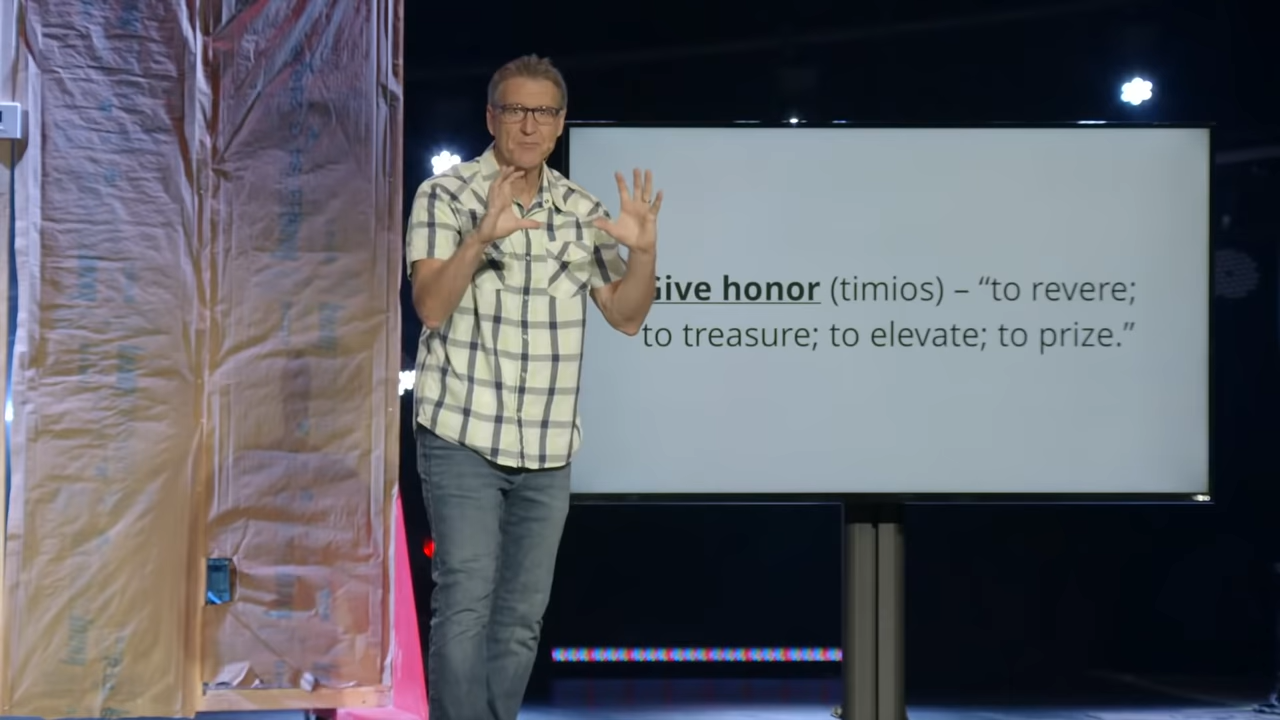 Give honor (timios) – “to revere;
to treasure; to elevate; to prize.”